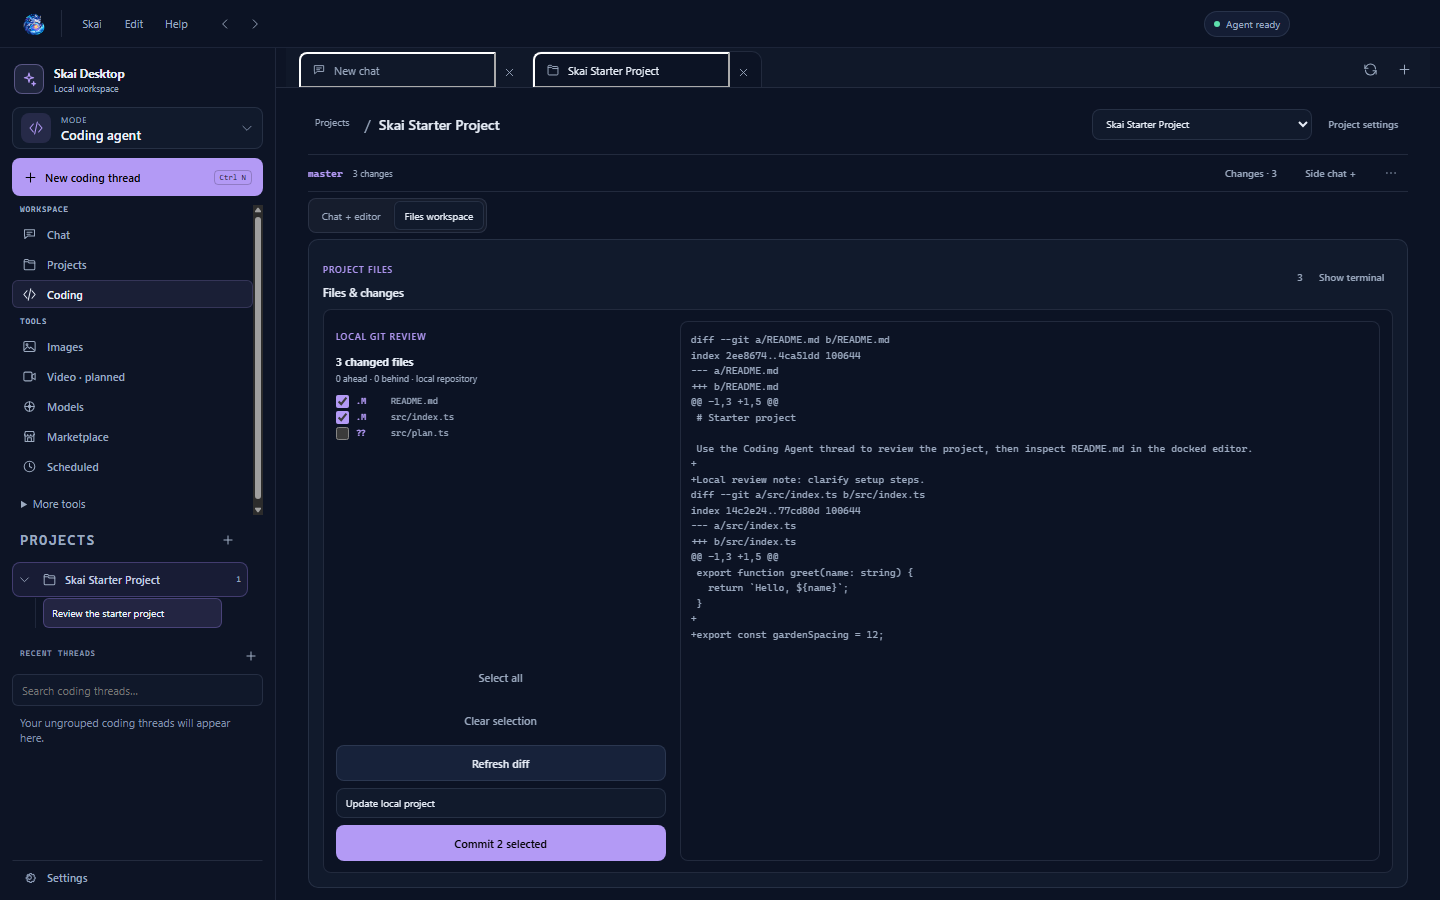 Skai Edit Help
Agent ready
Skai Desktop
Local workspace
MODE
Coding agent
New coding thread Ctrl N
WORKSPACE
Chat
Projects
Coding
TOOLS
Images
Video · planned
Models
Marketplace
Scheduled
More tools
PROJECTS
Skai Starter Project 1
Review the starter project
RECENT THREADS
Search coding threads...
Your ungrouped coding threads will appear
here.
Settings
New chat
Skai Starter Project
Projects / Skai Starter Project
Skai Starter Project
Project settings
master 3 changes
Changes · 3 Side chat + ...
Chat + editor Files workspace
PROJECT FILES
Files & changes
3 Show terminal
LOCAL GIT REVIEW
3 changed files
0 ahead · 0 behind · local repository
.M README.md
.M src/index.ts
?? src/plan.ts
Select all
Clear selection
Refresh diff
Update local project
Commit 2 selected
diff --git a/README.md b/README.md
index 2ee8674..4ca51dd 100644
--- a/README.md
+++ b/README.md
@@ -1,3 +1,5 @@
# Starter project
Use the Coding Agent thread to review the project, then inspect README.md in the docked editor.
+
+Local review note: clarify setup steps.
diff --git a/src/index.ts b/src/index.ts
index 14c2e24..77cd80d 100644
--- a/src/index.ts
+++ b/src/index.ts
@@ -1,3 +1,5 @@
export function greet(name: string) {
return `Hello, ${name}`;
}
+
+export const gardenSpacing = 12;